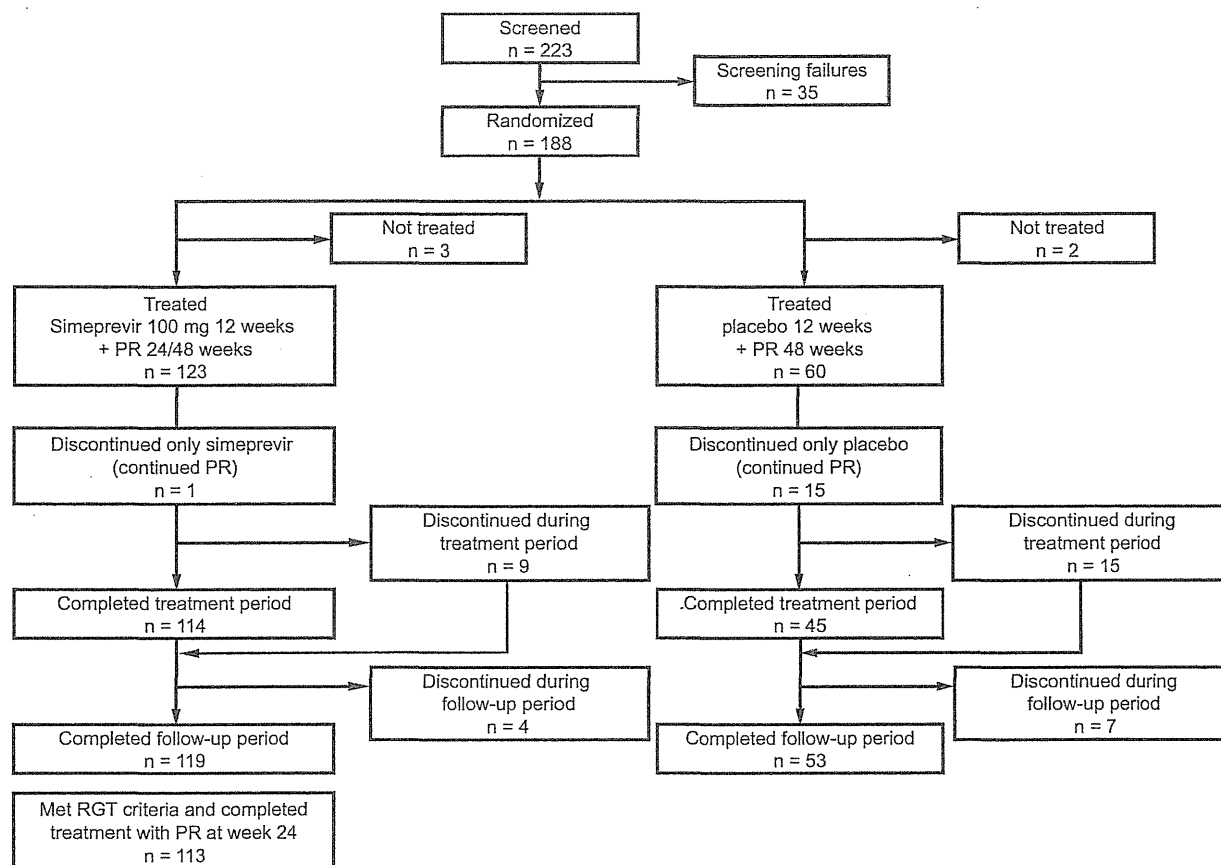 Screened
n = 223
Screening failures
n = 35
Randomized
n = 188
Not treated
n = 3
Not treated
n = 2
Treated
Simeprevir 100 mg 12 weeks
+ PR 24/48 weeks
n = 123
Treated
placebo 12 weeks
+ PR 48 weeks
n = 60
Discontinued only simeprevir
(continued PR)
n = 1
Discontinued only placebo
(continued PR)
n = 15
Discontinued during
treatment period
n = 9
Discontinued during
treatment period
n = 15
Completed treatment period
n = 114
Completed treatment period
n = 45
Discontinued during
follow-up period
n = 4
Discontinued during
follow-up period
n = 7
Completed follow-up period
n = 119
Completed follow-up period
n = 53
Met RGT criteria and completed
treatment with PR at week 24
n = 113